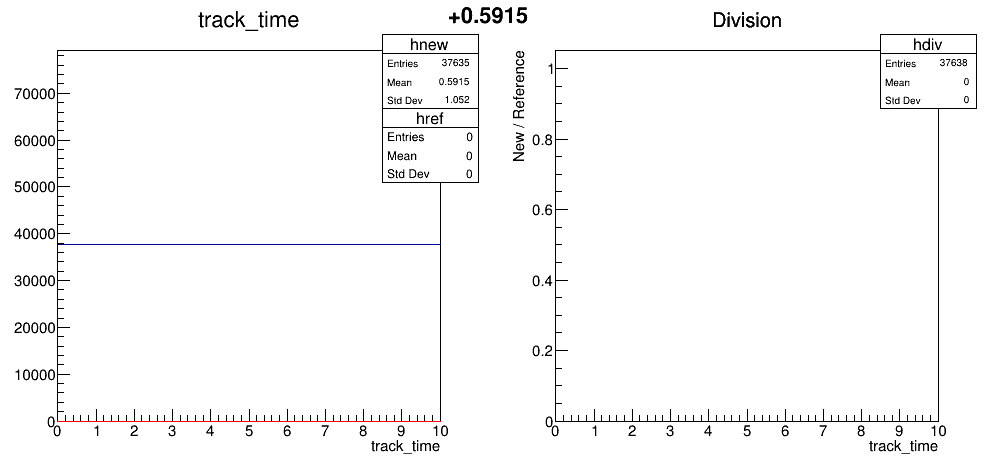 track_time
+0.5915
Division
hnew
Entries 37635
Mean 0.5915
Std Dev 1.052
href
Entries 0
Mean 0
Std Dev 0
70000
60000
50000
40000
30000
20000
10000
0
0 1 2 3 4 5 6 7 8 9 10
track_time
hdiv
Entries 37638
Mean 0
Std Dev 0
New / Reference
1
0.8
0.6
0.4
0.2
0
0 1 2 3 4 5 6 7 8 9 10
track_time